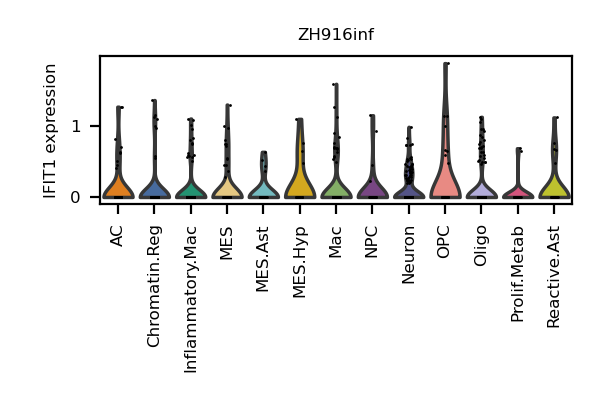 ZH916inf
IFIT1 expression
1
0
AC
Chromatin.Reg
Inflammatory.Mac
MES
MES.Ast
MES.Hyp
Mac
NPC
Neuron
OPC
Oligo
Prolif.Metab
Reactive.Ast